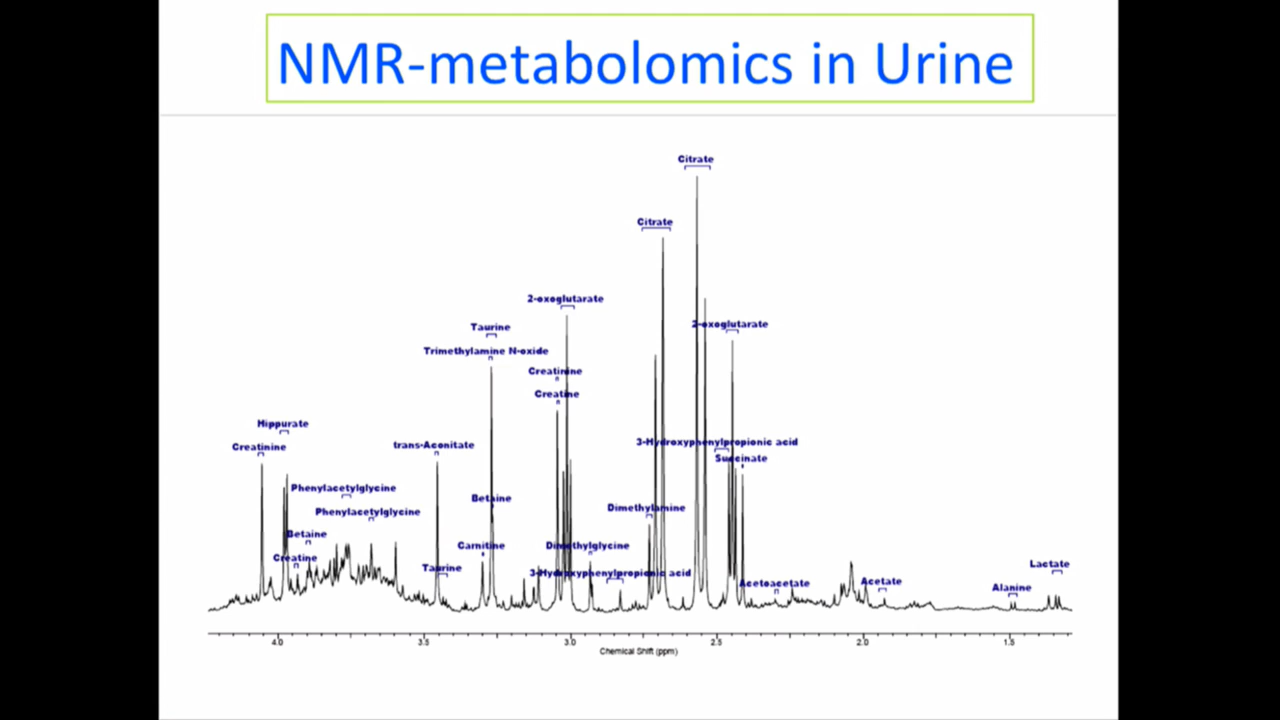 NMR-metabolomics in Urine
Citrate
Citrate
2-oxoglutarate
2-oxoglutarate
Taurine
Trimethylamine N-oxide
Creatinine
Creatine
Hippurate
Creatinine
trans-Aconitate
3-Hydroxyphenylpropionic acid
Succinate
Phenylacetylglycine
Betaine
Phenylacetylglycine
Dimethylamine
Betaine
Carnitine
Dimethylglycine
Creatine
Taurine
3-Hydroxyphenylpropionic acid
Acetoacetate
Acetate
Lactate
Alanine
4.0 3.5 3.0 2.5 2.0 1.5
Chemical Shift (ppm)